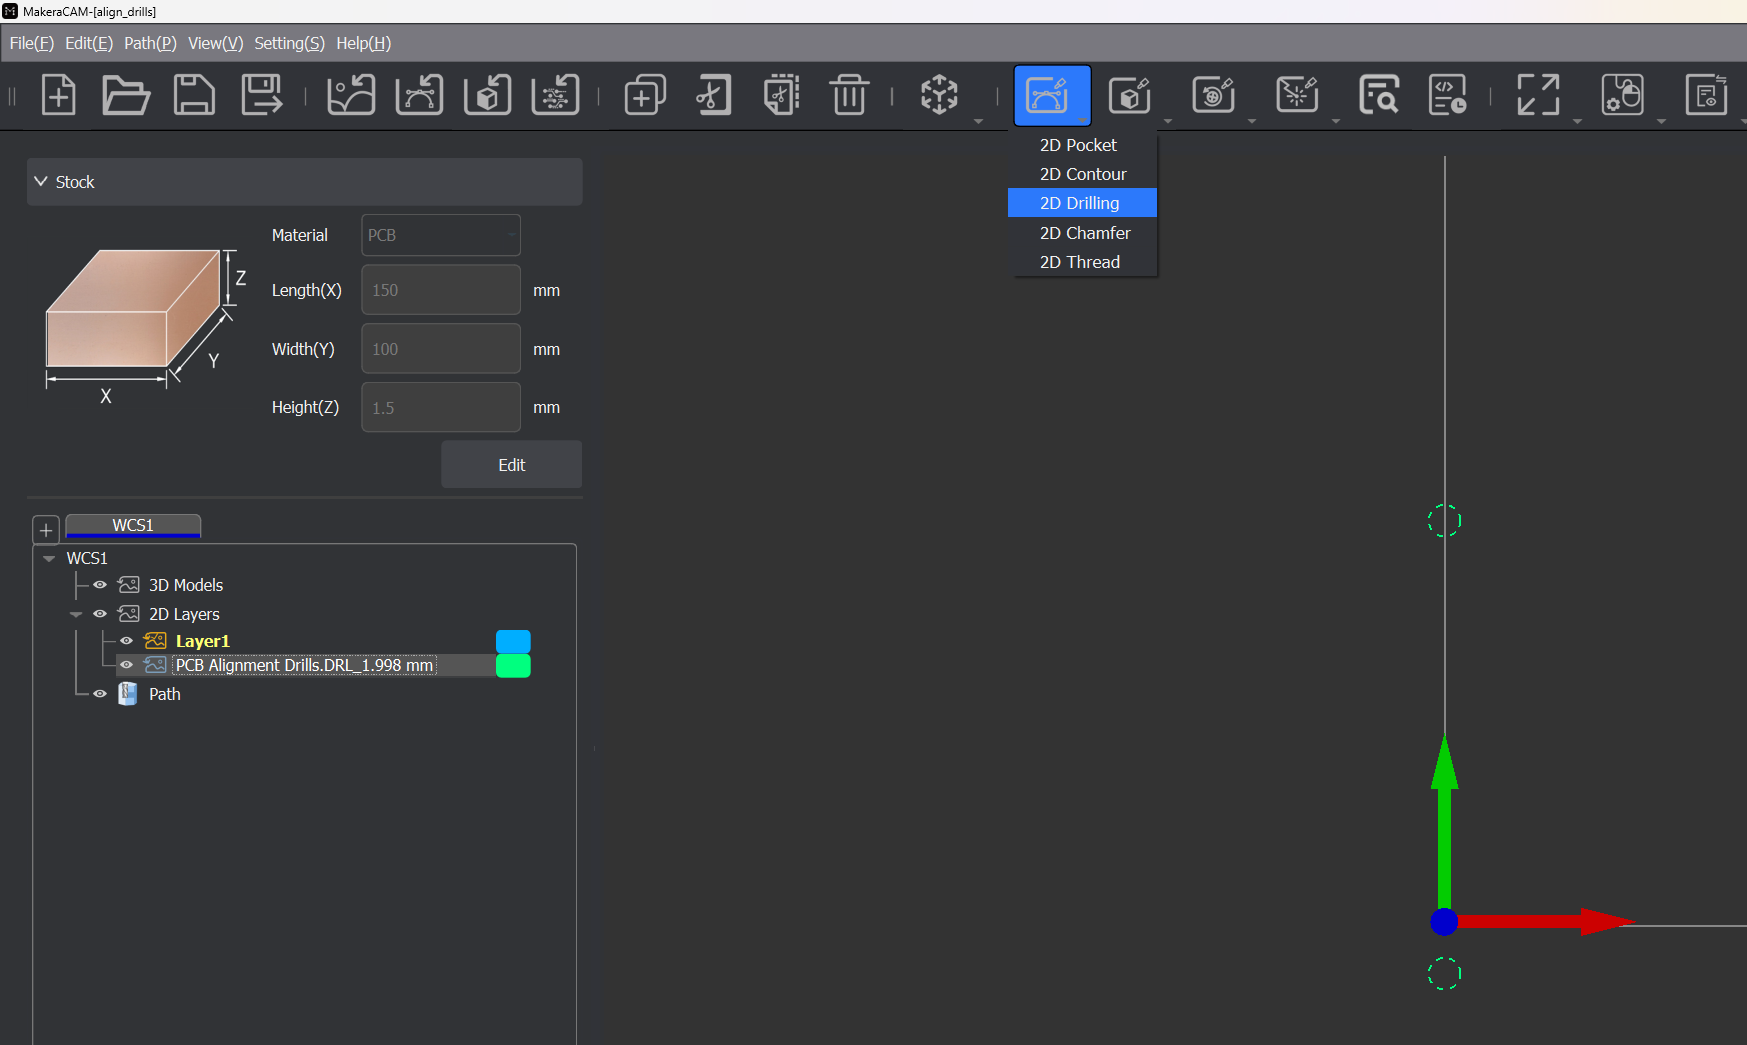 MakeraCAM-[align_drills]
File(F) Edit(E) Path(P) View(V) Setting(S) Help(H)
2D Pocket
2D Contour
2D Drilling
2D Chamfer
2D Thread
Stock
Material PCB
Length(X) 150 mm
Width(Y) 100 mm
Height(Z) 1.5 mm
Z
Y
X
Edit
+ WCS1
WCS1
3D Models
2D Layers
Layer1
PCB Alignment Drills.DRL_1.998 mm
Path